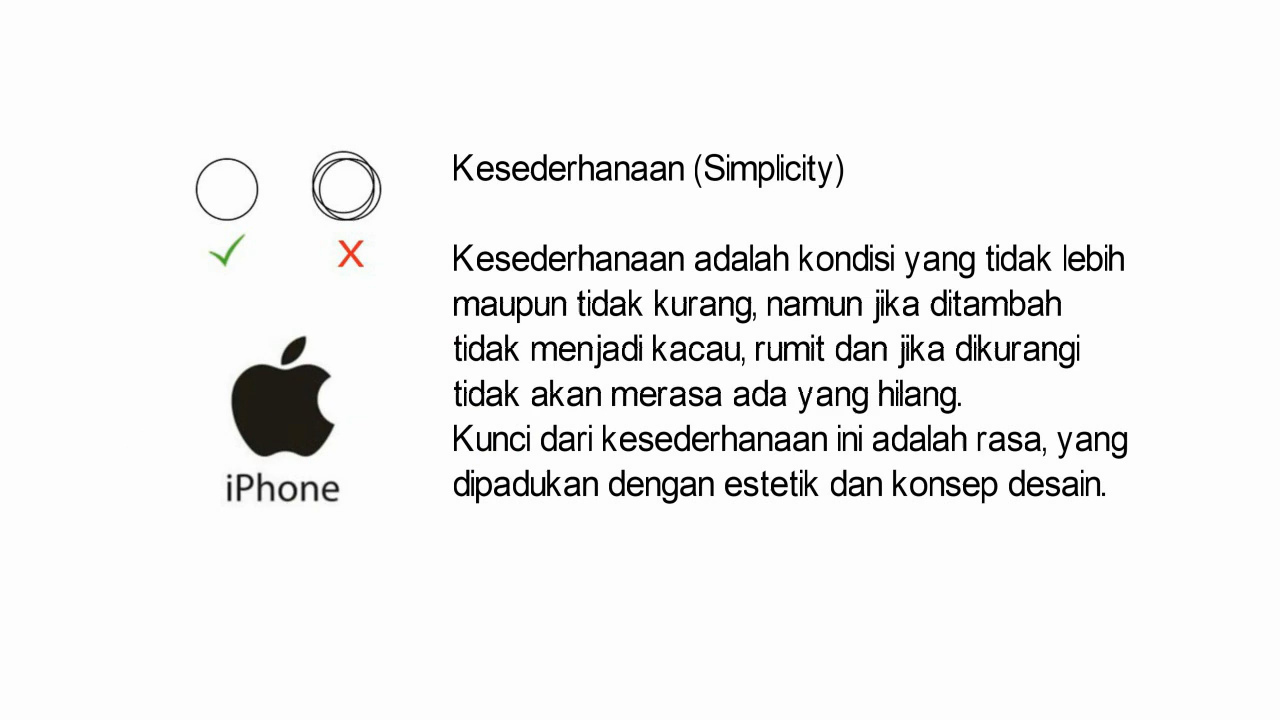 Kesederhanaan (Simplicity)
Kesederhanaan adalah kondisi yang tidak lebih
maupun tidak kurang, namun jika ditambah
tidak menjadi kacau, rumit dan jika dikurangi
tidak akan merasa ada yang hilang.
Kunci dari kesederhanaan ini adalah rasa, yang
dipadukan dengan estetik dan konsep desain.
iPhone